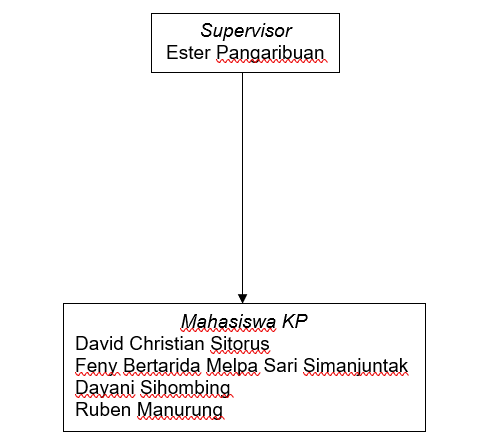 Supervisor
Ester Pangaribuan
Mahasiswa KP
David Christian Sitorus
Feny Bertarida Melpa Sari Simanjuntak
Dayani Sihombing
Ruben Manurung